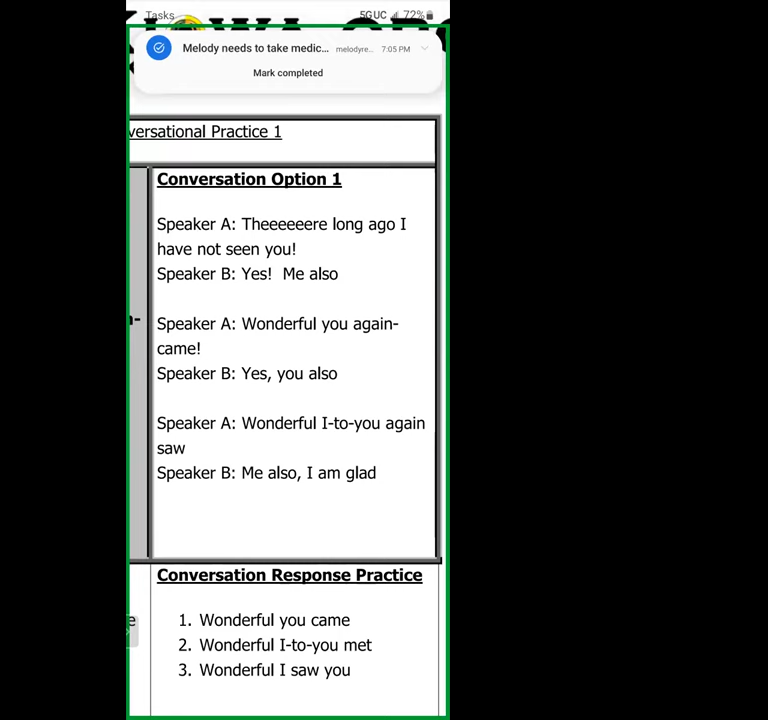 Tasks 5GUC 72%
Melody needs to take medic... melodyre... 7:05 PM
Mark completed
versational Practice 1
Conversation Option 1
Speaker A: Theeeeeere long ago I
have not seen you!
Speaker B: Yes!  Me also
Speaker A: Wonderful you again-
came!
Speaker B: Yes, you also
Speaker A: Wonderful I-to-you again
saw
Speaker B: Me also, I am glad
Conversation Response Practice
1. Wonderful you came
2. Wonderful I-to-you met
3. Wonderful I saw you